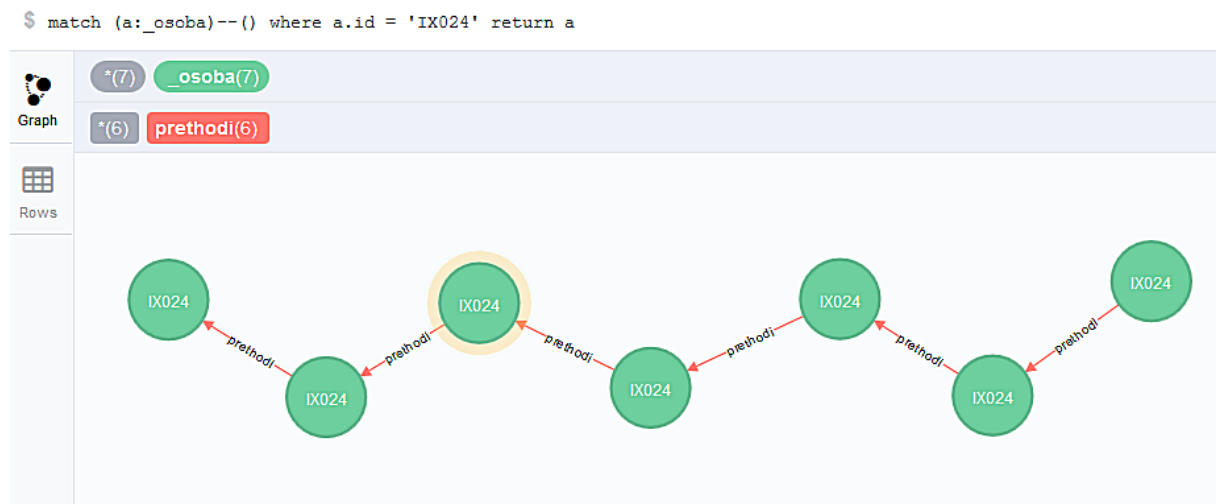 $ match (a:_osoba)--() where a.id = 'IX024' return a
*(7) _osoba(7)
Graph
*(6) prethodi(6)
Rows
IX024
prethodi
IX024
prethodi
IX024
prethodi
IX024
prethodi
IX024
prethodi
IX024
prethodi
IX024